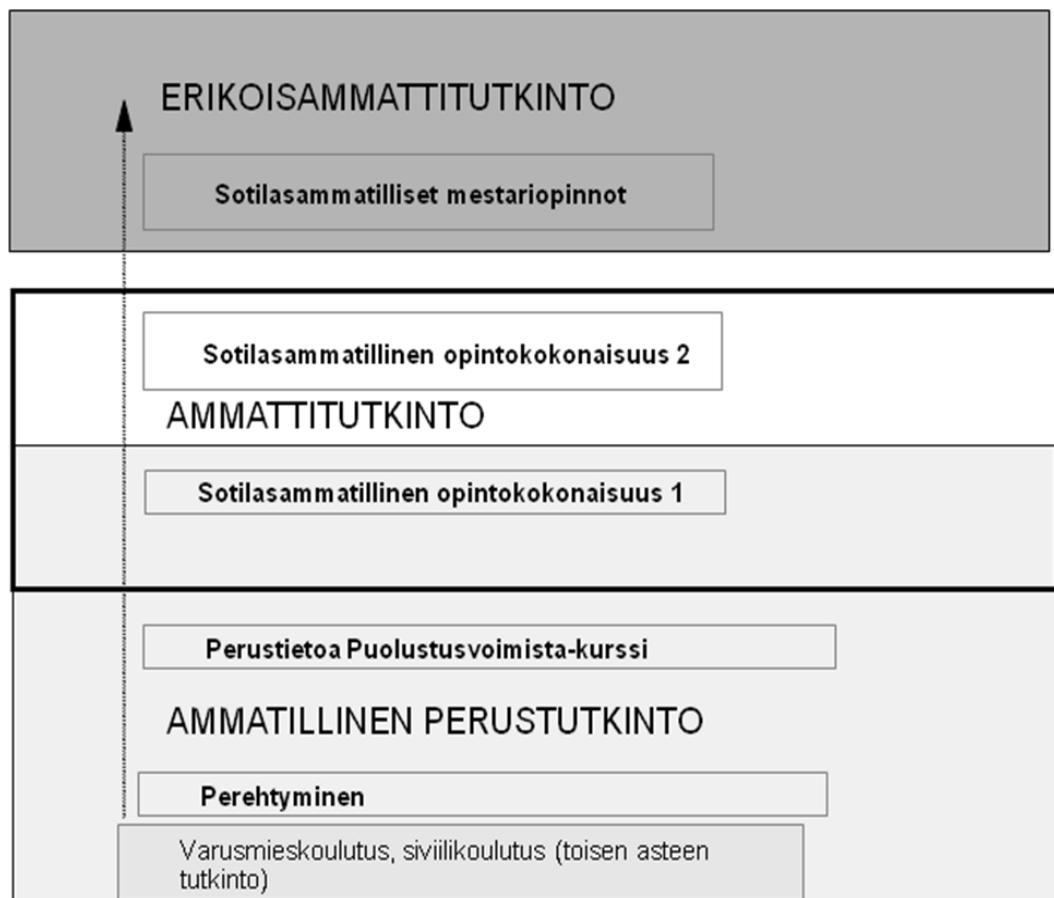 ERIKOISAMMATTITUTKINTO
Sotilasammatilliset mestariopinnot
Sotilasammatillinen opintokokonaisuus 2
AMMATTITUTKINTO
Sotilasammatillinen opintokokonaisuus 1
Perustietoa Puolustusvoimista-kurssi
AMMATILLINEN PERUSTUTKINTO
Perehtyminen
Varusmieskoulutus, siviilikoulutus (toisen asteen
tutkinto)